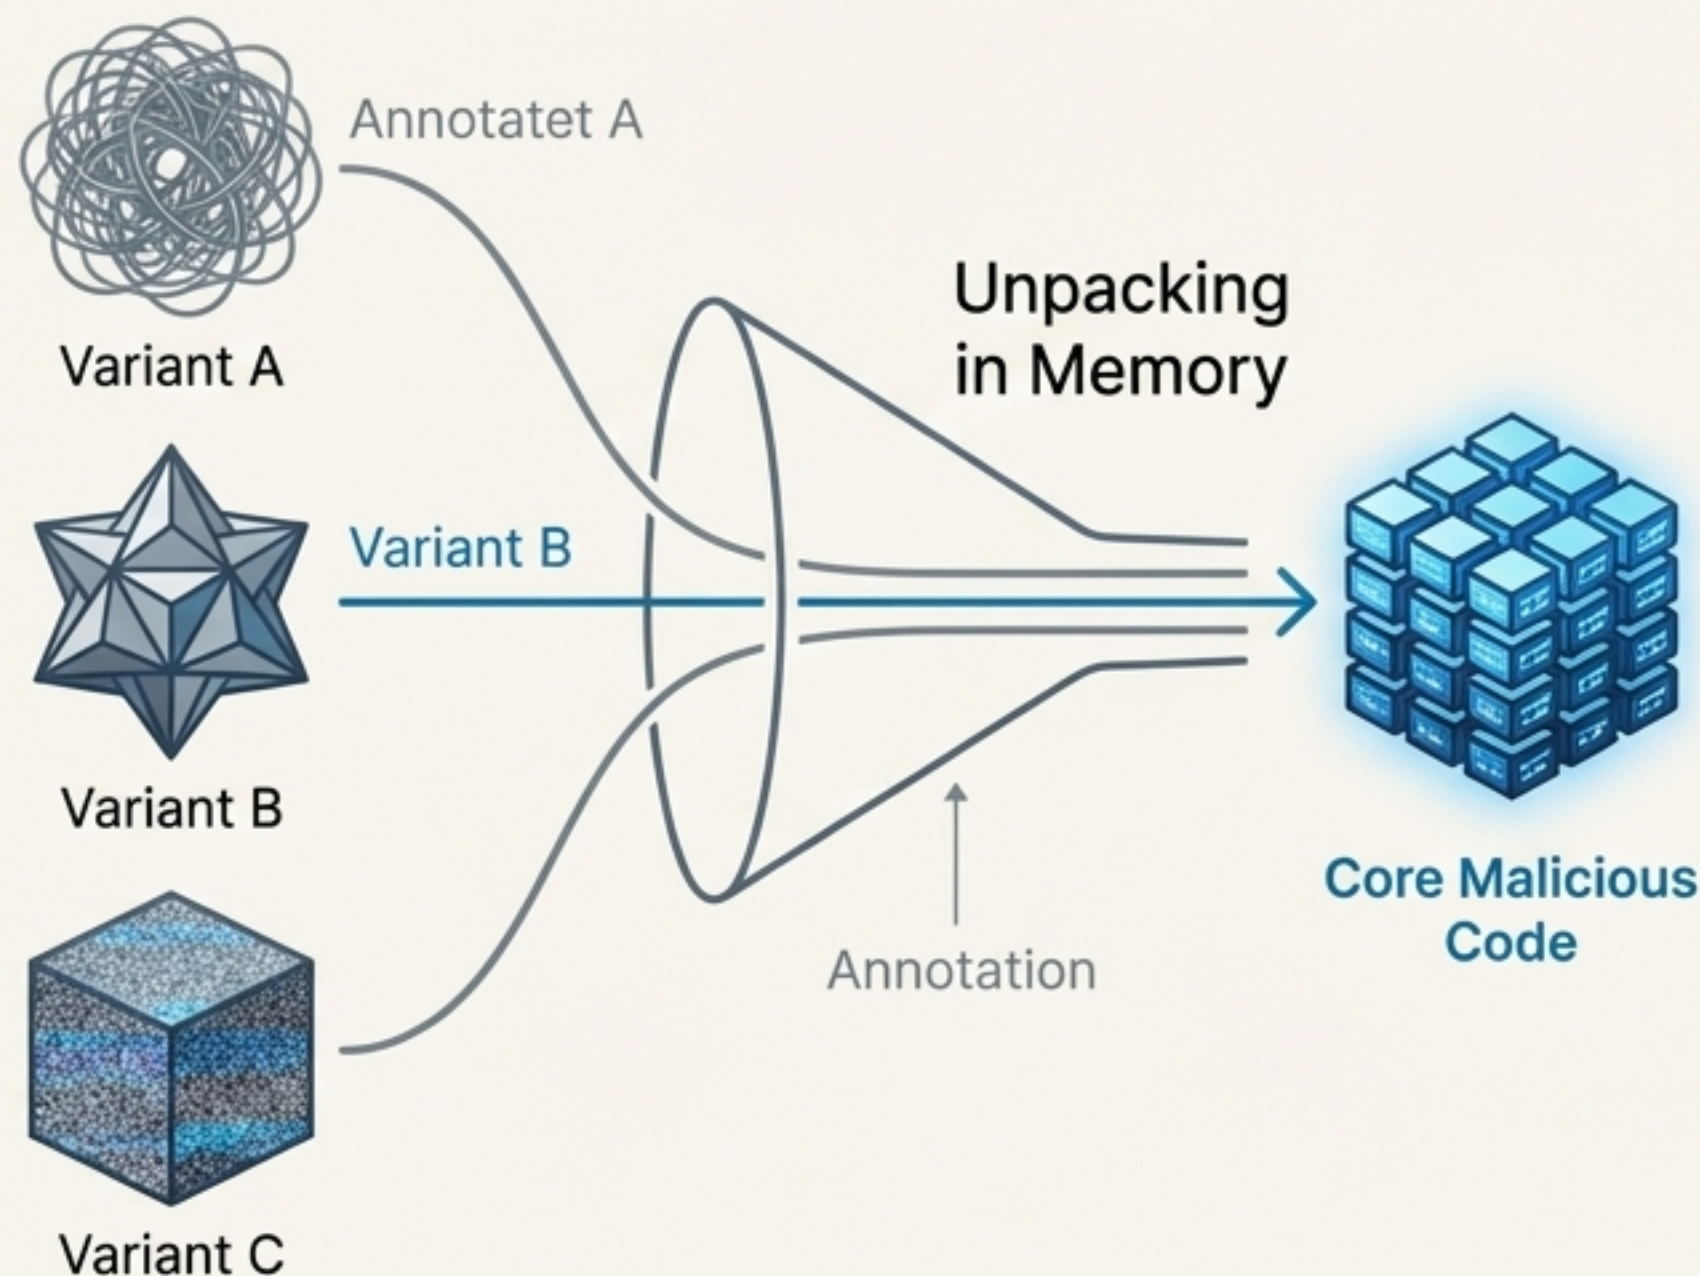 Annotatet A
Variant A
Unpacking
in Memory
Variant B
Variant B
Core Malicious
Code
Annotation
Variant C